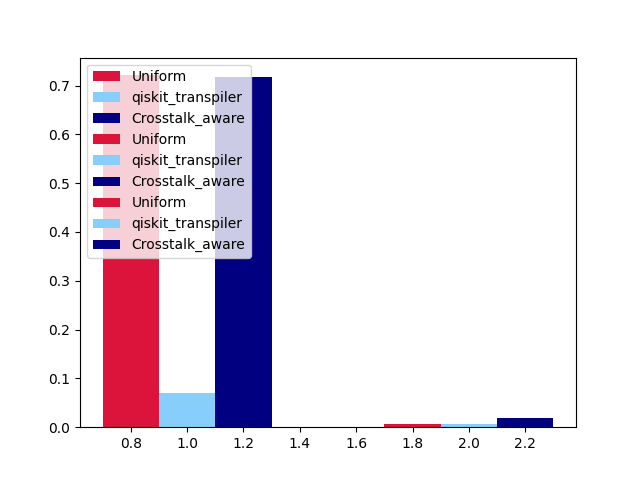 Uniform
qiskit_transpiler
Crosstalk_aware
Uniform
qiskit_transpiler
Crosstalk_aware
Uniform
qiskit_transpiler
Crosstalk_aware
0.7
0.6
0.5
0.4
0.3
0.2
0.1
0.0
0.8 1.0 1.2 1.4 1.6 1.8 2.0 2.2